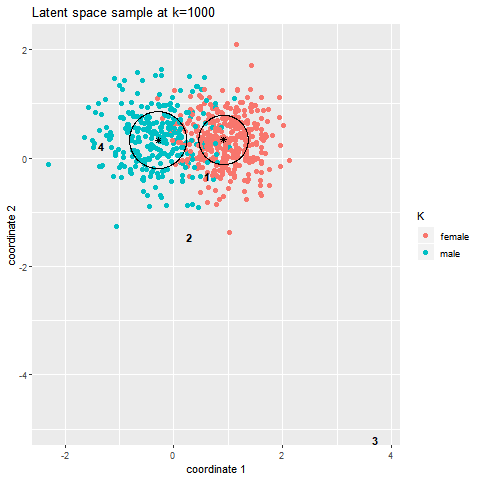 Latent space sample at k=1000
coordinate 2
2
0
-2
-4
4
1
2
3
-2
0
2
4
coordinate 1
K
female
male